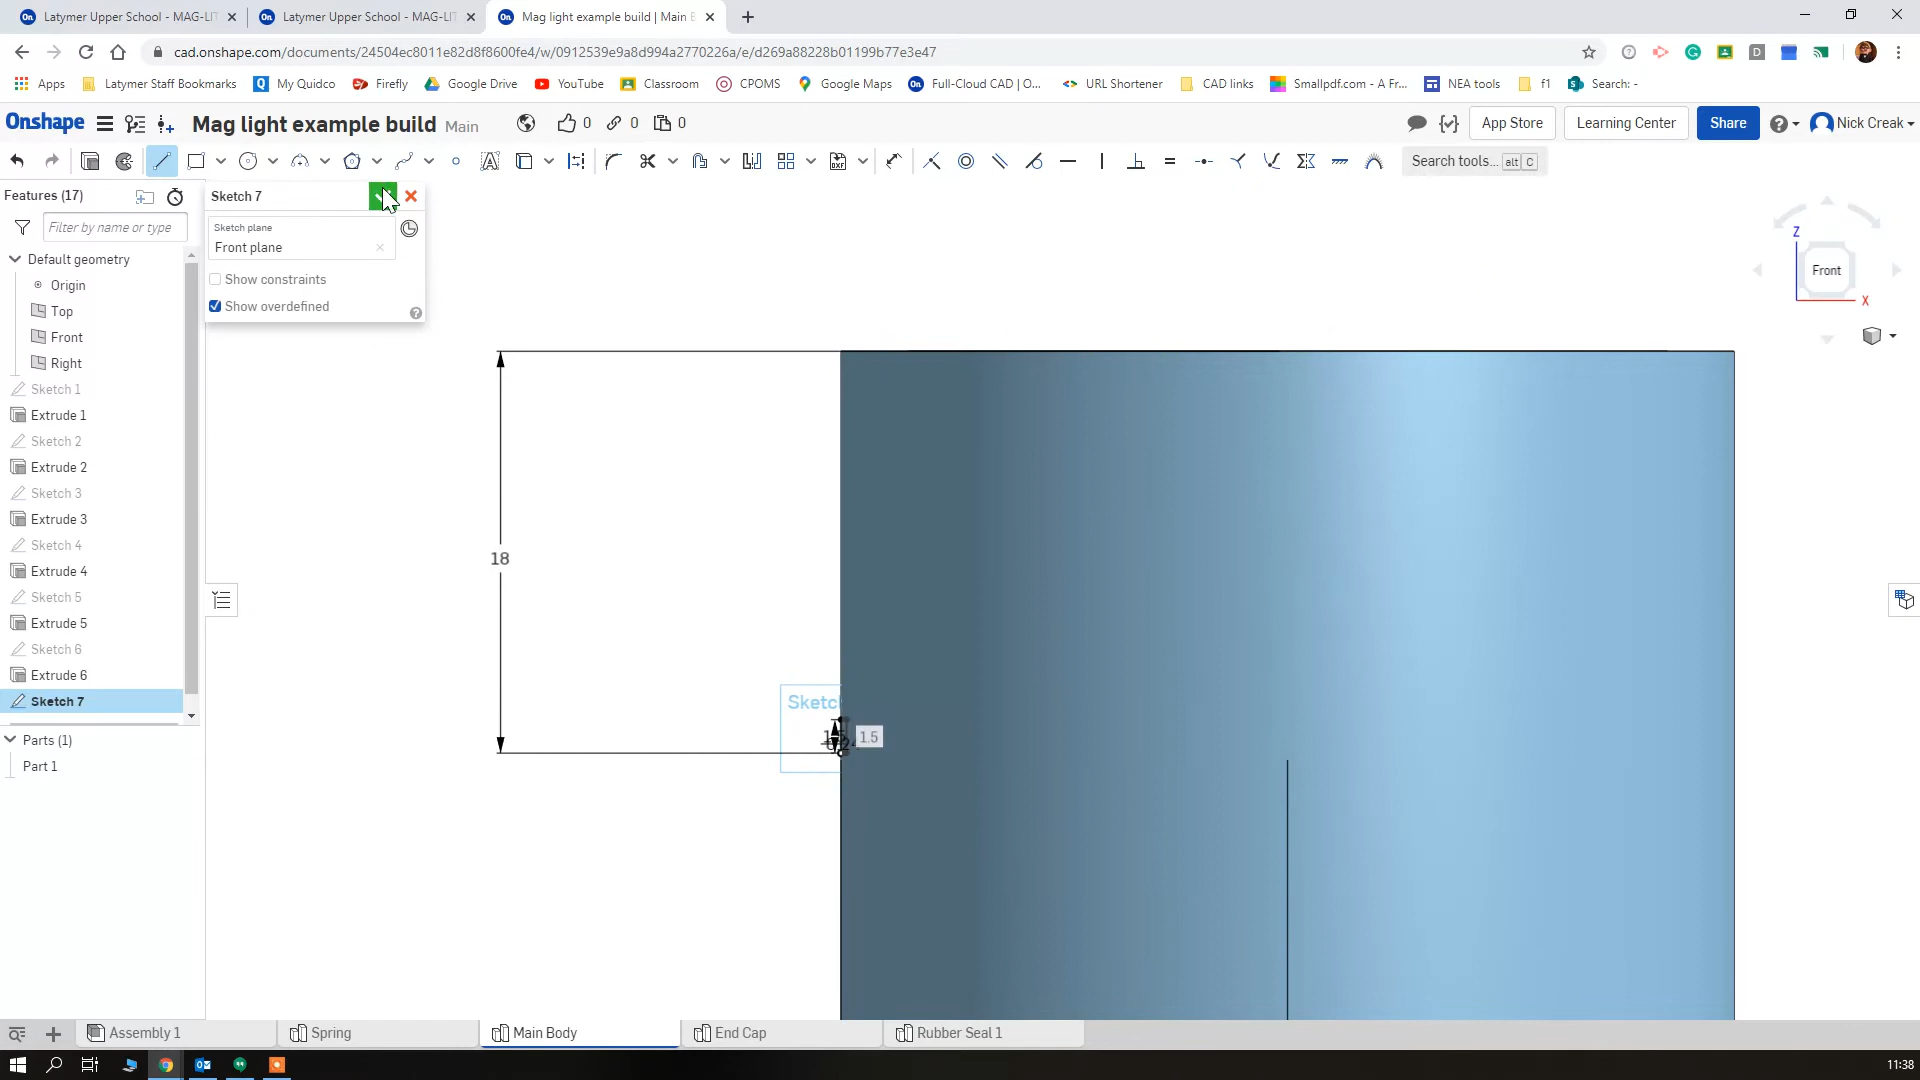 Latymer Upper School - MAG-LIT
Latymer Upper School - MAG-LIT
Mag light example build | Main B
cad.onshape.com/documents/24504ec8011e82d8f8600fe4/w/0912539e9a8d994a2770226a/e/d269a88228b01199b77e3e47
Apps
Latymer Staff Bookmarks
My Quidco
Firefly
Google Drive
YouTube
Classroom
CPOMS
Google Maps
Full-Cloud CAD | O...
URL Shortener
CAD links
Smallpdf.com - A Fr...
NEA tools
f1
Search: -
Onshape
Mag light example build Main
0
0
0
App Store
Learning Center
Share
Nick Creak
Search tools... alt C
Features (17)
Filter by name or type
Default geometry
Origin
Top
Front
Right
Sketch 1
Extrude 1
Sketch 2
Extrude 2
Sketch 3
Extrude 3
Sketch 4
Extrude 4
Sketch 5
Extrude 5
Sketch 6
Extrude 6
Sketch 7
Parts (1)
Part 1
Sketch 7
Sketch plane
Front plane
Show constraints
Show overdefined
18
Sketc
1.5
Z
Front
X
Assembly 1
Spring
Main Body
End Cap
Rubber Seal 1
11:38